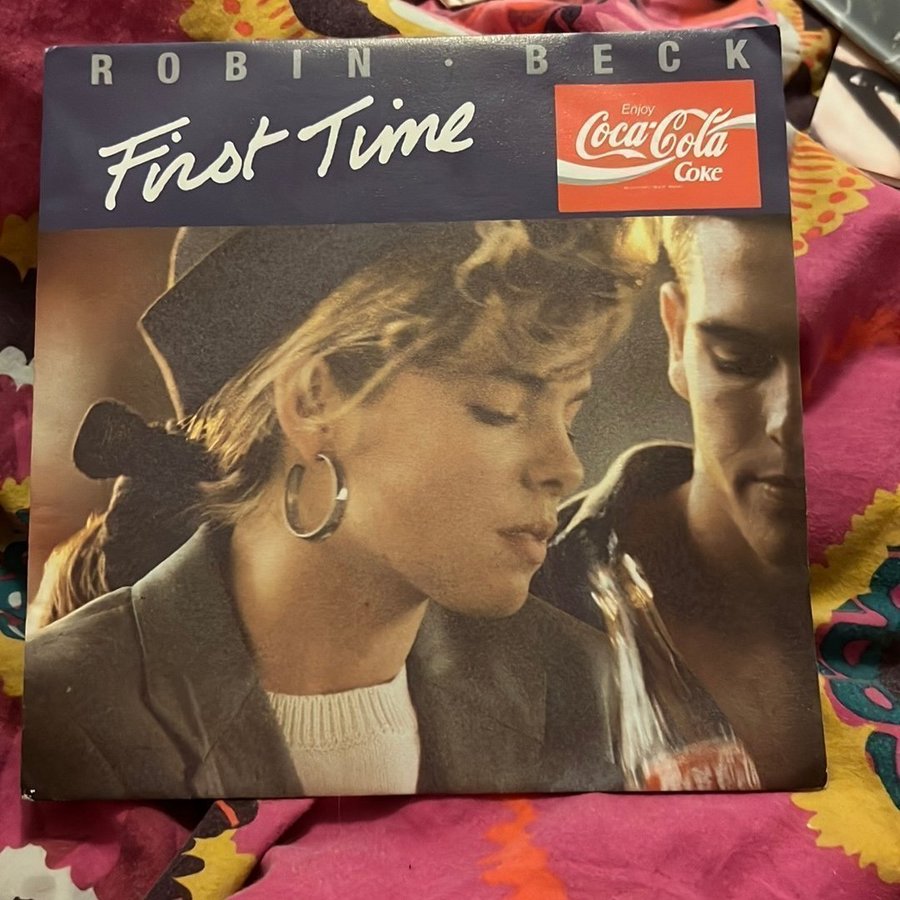 ROBIN · BECK
First Time
Enjoy
Coca-Cola
Coke